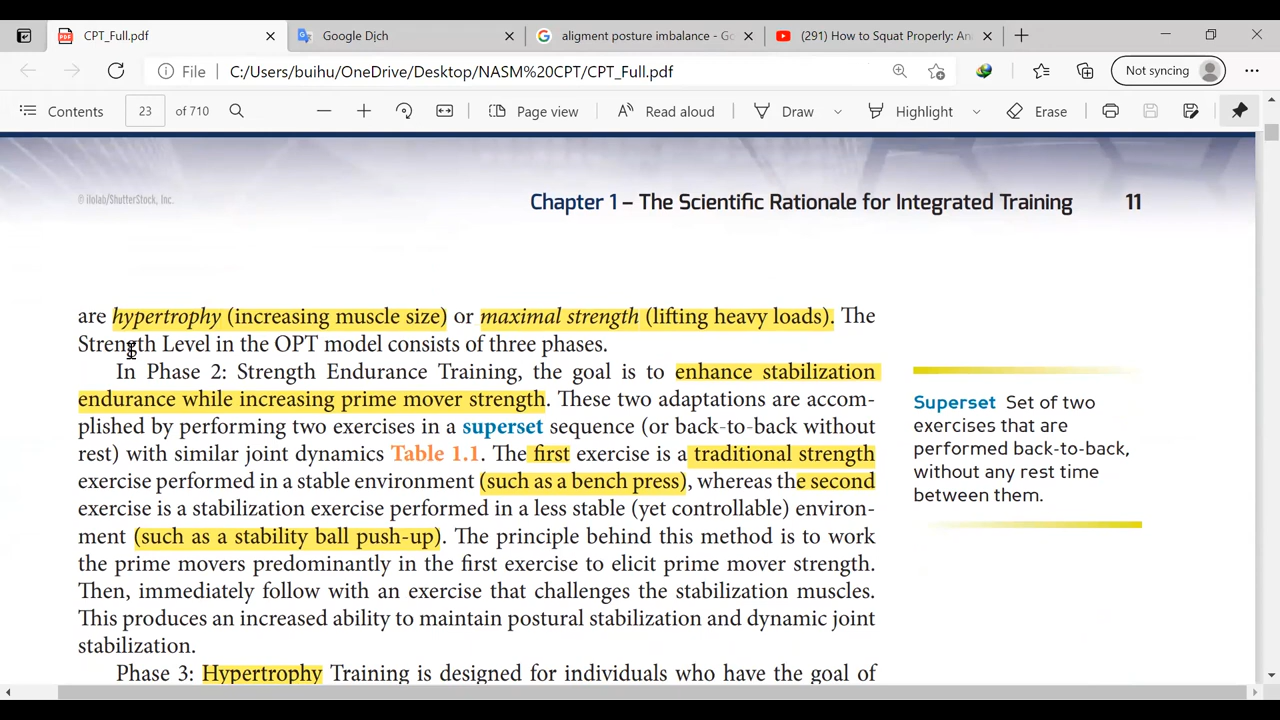 CPT_Full.pdf
Google Dịch
aligment posture imbalance - Go
(291) How to Squat Properly: An
File
C:/Users/buihu/OneDrive/Desktop/NASM%20CPT/CPT_Full.pdf
Not syncing
Contents
23 of 710
Page view
Read aloud
Draw
Highlight
Erase
© ilolab/ShutterStock, Inc.
Chapter 1 – The Scientific Rationale for Integrated Training 11
are hypertrophy (increasing muscle size) or maximal strength (lifting heavy loads). The
Strength Level in the OPT model consists of three phases.
In Phase 2: Strength Endurance Training, the goal is to enhance stabilization
endurance while increasing prime mover strength. These two adaptations are accom-
plished by performing two exercises in a superset sequence (or back-to-back without
rest) with similar joint dynamics Table 1.1. The first exercise is a traditional strength
exercise performed in a stable environment (such as a bench press), whereas the second
exercise is a stabilization exercise performed in a less stable (yet controllable) environ-
ment (such as a stability ball push-up). The principle behind this method is to work
the prime movers predominantly in the first exercise to elicit prime mover strength.
Then, immediately follow with an exercise that challenges the stabilization muscles.
This produces an increased ability to maintain postural stabilization and dynamic joint
stabilization.
Phase 3: Hypertrophy Training is designed for individuals who have the goal of
Superset Set of two
exercises that are
performed back-to-back,
without any rest time
between them.